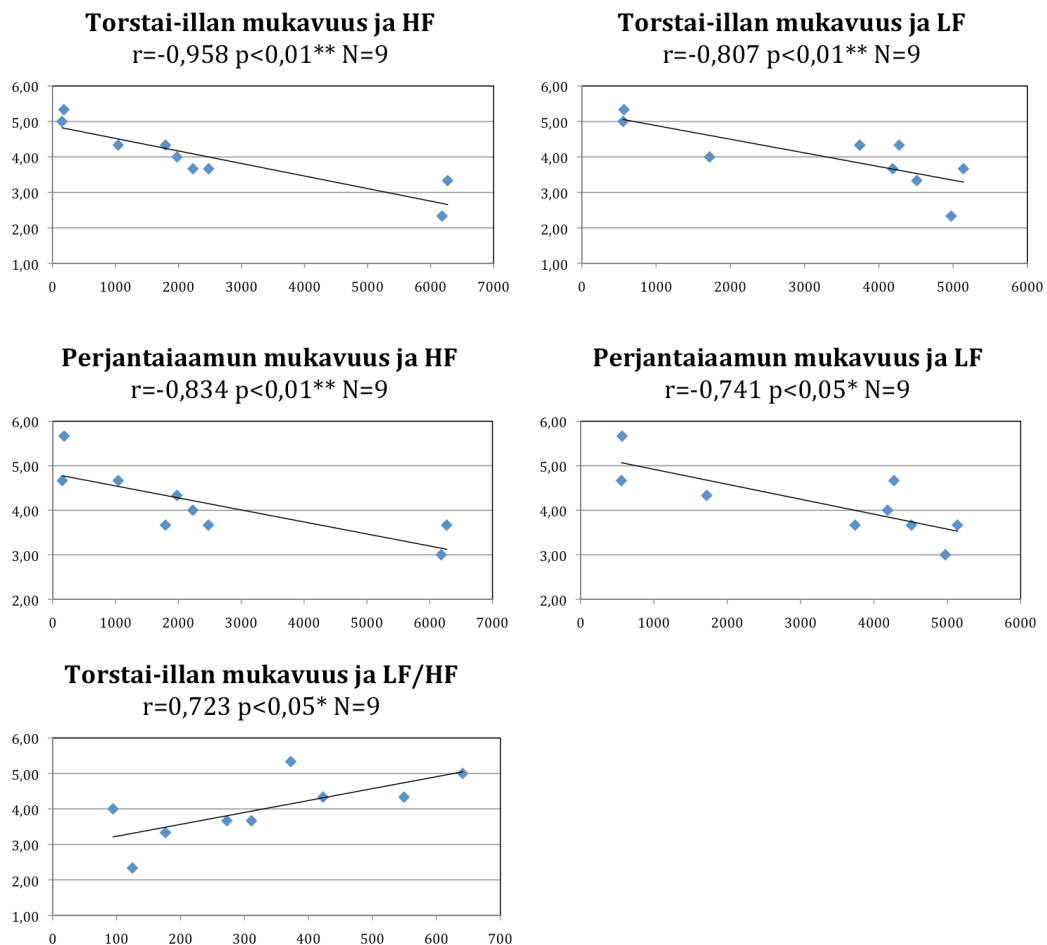 Torstai-illan mukavuus ja HF
r=-0,958 p<0,01** N=9
6,00
5,00
4,00
3,00
2,00
1,00
0 1000 2000 3000 4000 5000 6000 7000
Torstai-illan mukavuus ja LF
r=-0,807 p<0,01** N=9
6,00
5,00
4,00
3,00
2,00
1,00
0 1000 2000 3000 4000 5000 6000
Perjantaiaamun mukavuus ja HF
r=-0,834 p<0,01** N=9
6,00
5,00
4,00
3,00
2,00
0 1000 2000 3000 4000 5000 6000 7000
Perjantaiaamun mukavuus ja LF
r=-0,741 p<0,05* N=9
6,00
5,00
4,00
3,00
2,00
0 1000 2000 3000 4000 5000 6000
Torstai-illan mukavuus ja LF/HF
r=0,723 p<0,05* N=9
6,00
5,00
4,00
3,00
2,00
1,00
0 100 200 300 400 500 600 700